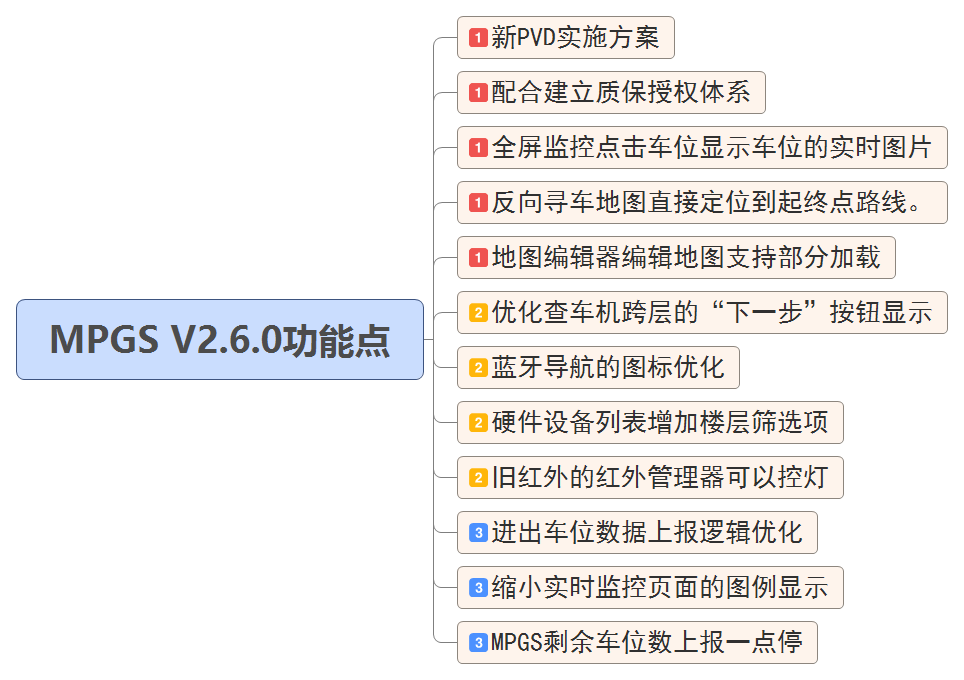 1新PVD实施方案
1配合建立质保授权体系
1全屏监控点击车位显示车位的实时图片
1反向寻车地图直接定位到起终点路线。
1地图编辑器编辑地图支持部分加载
MPGS V2.6.0功能点
2优化查车机跨层的“下一步”按钮显示
2蓝牙导航的图标优化
2硬件设备列表增加楼层筛选项
2旧红外的红外管理器可以控灯
3进出车位数据上报逻辑优化
3缩小实时监控页面的图例显示
3MPGS剩余车位数上报一点停